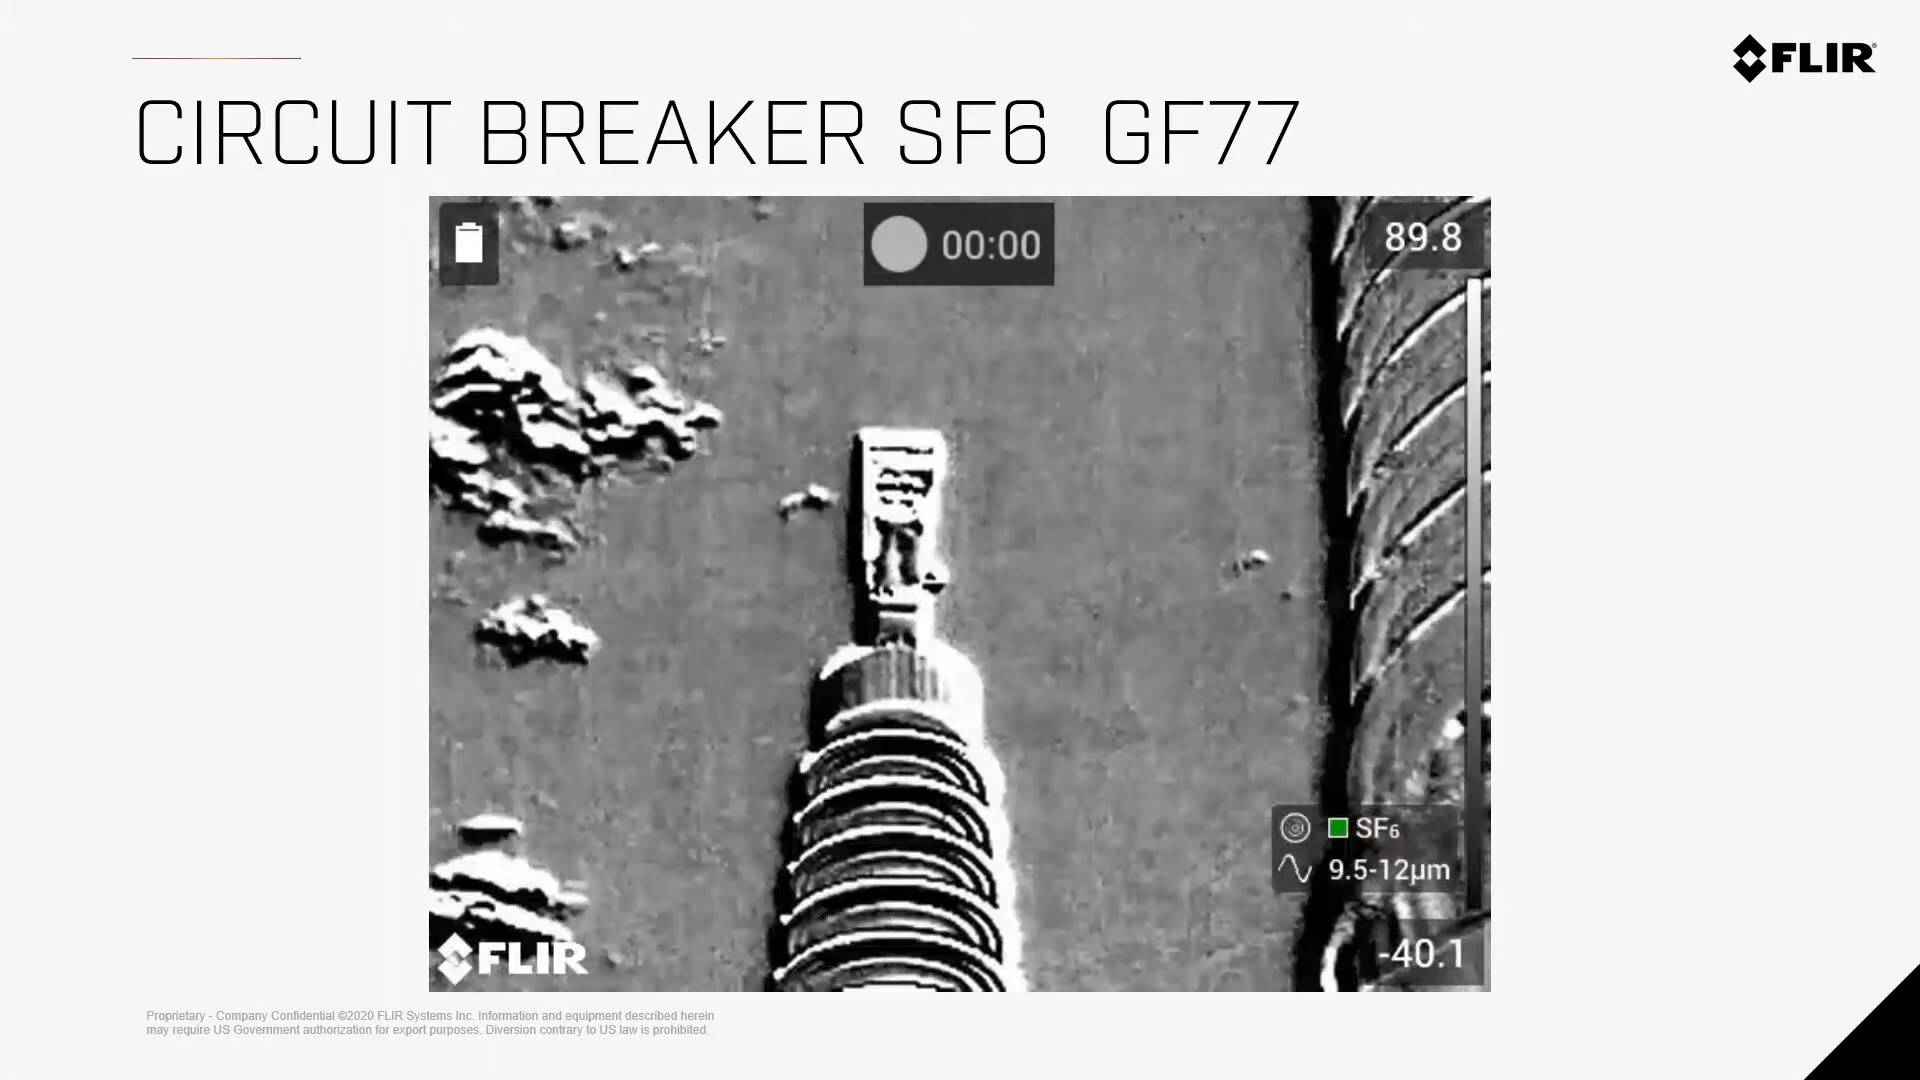 FLIR
CIRCUIT BREAKER SF6 GF77
00:00
89.8
SF6
9.5-12µm
-40.1
FLIR
Proprietary - Company Confidential ©2020 FLIR Systems Inc. Information and equipment described herein
may require US Government authorization for export purposes. Diversion contrary to US law is prohibited.